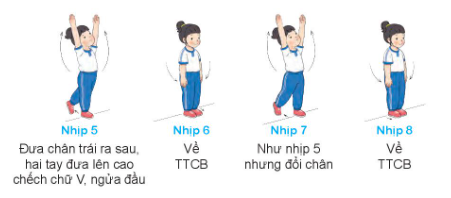 Nhịp 5
Đưa chân trái ra sau,
hai tay đưa lên cao
chếch chữ V, ngửa đầu
Nhịp 6
Về
TTCB
Nhịp 7
Như nhịp 5
nhưng đổi chân
Nhịp 8
Về
TTCB